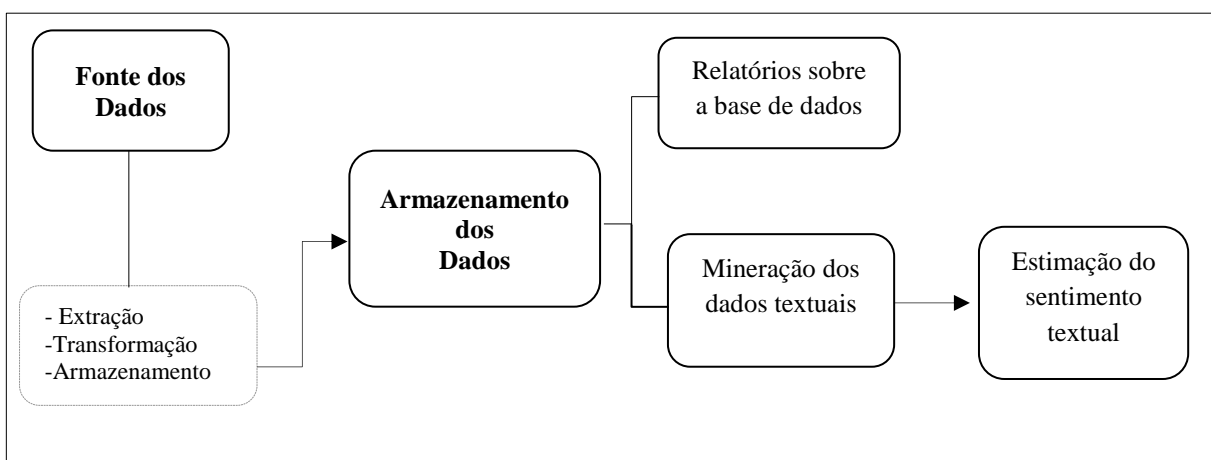 Fonte dos
Dados
- Extração
-Transformação
-Armazenamento
Armazenamento
dos
Dados
Relatórios sobre
a base de dados
Mineração dos
dados textuais
Estimação do
sentimento
textual